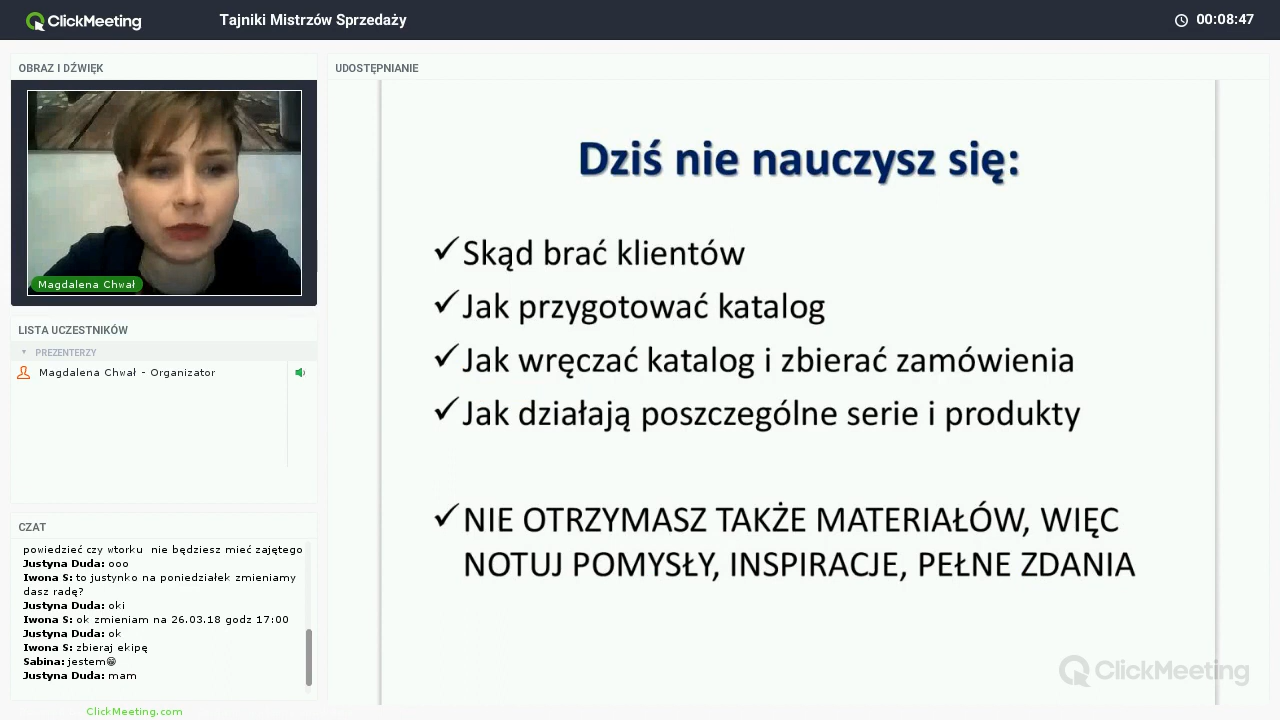 ClickMeeting
Tajniki Mistrzów Sprzedaży
00:08:47
OBRAZ I DŹWIĘK
Magdalena Chwał
LISTA UCZESTNIKÓW
PREZENTERZY
Magdalena Chwał - Organizator
CZAT
powiedzieć czy wtorku nie będziesz mieć zajętego
Justyna Duda: ooo
Iwona S: to justynko na poniedziałek zmieniamy
dasz radę?
Justyna Duda: oki
Iwona S: ok zmieniam na 26.03.18 godz 17:00
Justyna Duda: ok
Iwona S: zbieraj ekipę
Sabina: jestem😁
Justyna Duda: mam
ClickMeeting.com
UDOSTĘPNIANIE
Dziś nie nauczysz się:
✓ Skąd brać klientów
✓ Jak przygotować katalog
✓ Jak wręczać katalog i zbierać zamówienia
✓ Jak działają poszczególne serie i produkty
✓ NIE OTRZYMASZ TAKŻE MATERIAŁÓW, WIĘC
NOTUJ POMYSŁY, INSPIRACJE, PEŁNE ZDANIA
ClickMeeting